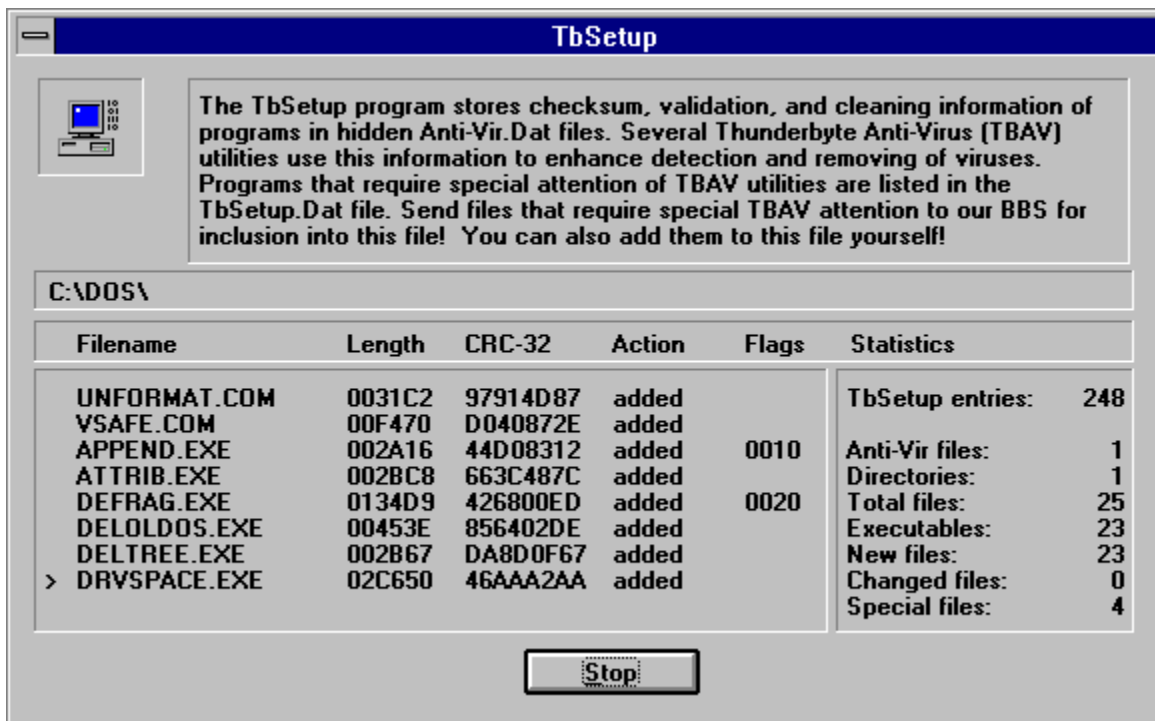 TbSetup
The TbSetup program stores checksum, validation, and cleaning information of
programs in hidden Anti-Vir.Dat files. Several Thunderbyte Anti-Virus (TBAV)
utilities use this information to enhance detection and removing of viruses.
Programs that require special attention of TBAV utilities are listed in the
TbSetup.Dat file. Send files that require special TBAV attention to our BBS for
inclusion into this file!  You can also add them to this file yourself!
C:\DOS\
Filename Length CRC-32 Action Flags Statistics
UNFORMAT.COM 0031C2 97914D87 added TbSetup entries: 248
VSAFE.COM 00F470 D040872E added
APPEND.EXE 002A16 44D08312 added 0010 Anti-Vir files: 1
ATTRIB.EXE 002BC8 663C487C added Directories: 1
DEFRAG.EXE 0134D9 426800ED added 0020 Total files: 25
DELOLDOS.EXE 00453E 856402DE added Executables: 23
DELTREE.EXE 002B67 DA8D0F67 added New files: 23
> DRVSPACE.EXE 02C650 46AAA2AA added Changed files: 0
Special files: 4
Stop